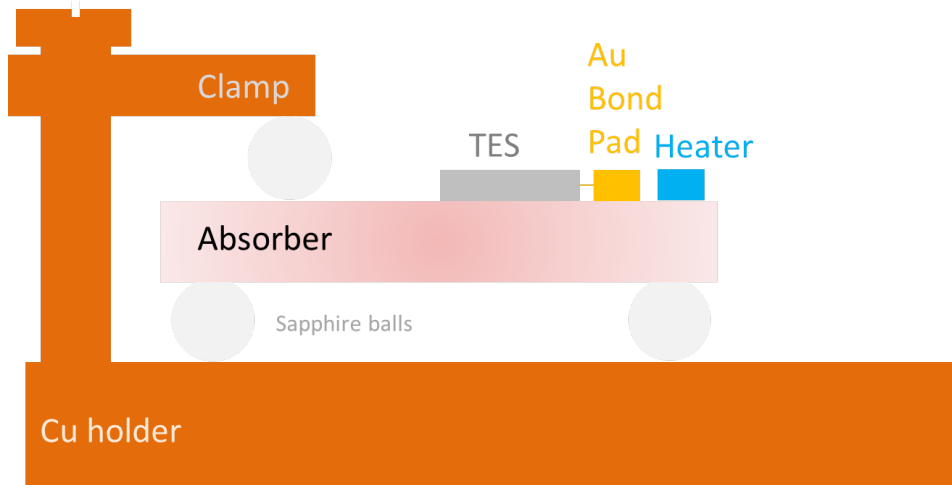 Clamp
Au
Bond
Pad
TES
Heater
Absorber
Sapphire balls
Cu holder